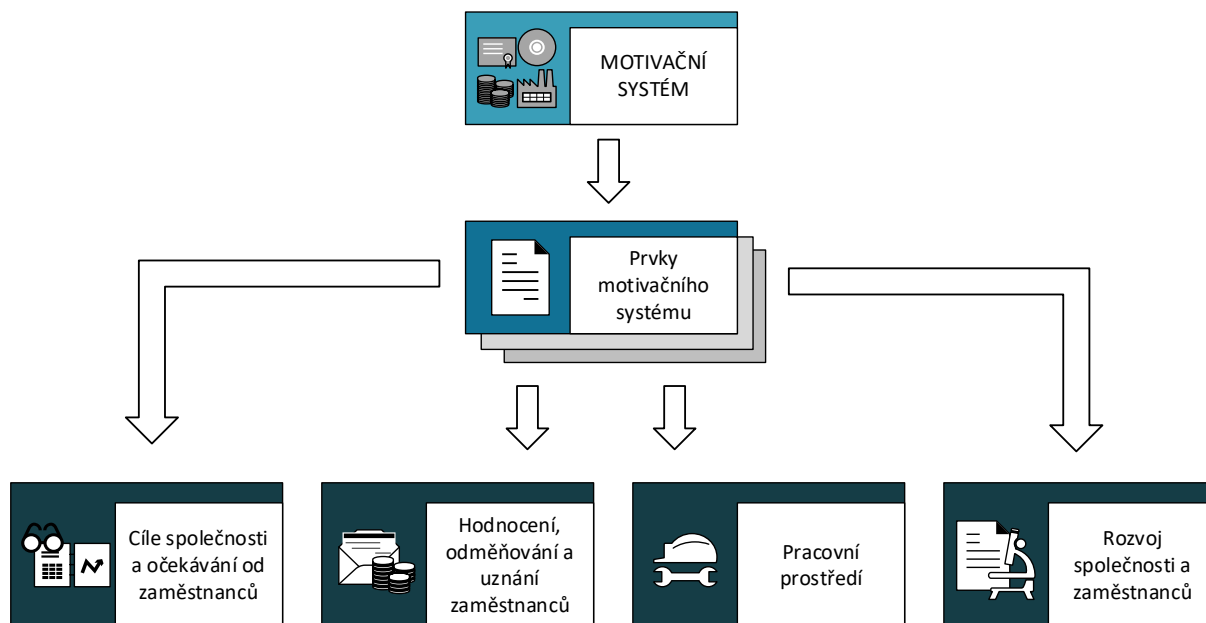 MOTIVAČNÍ
SYSTÉM
Prvky
motivačního
systému
Cíle společnosti
a očekávání od
zaměstnanců
Hodnocení,
odměňování a
uznání
zaměstnanců
Pracovní
prostředí
Rozvoj
společnosti a
zaměstnanců